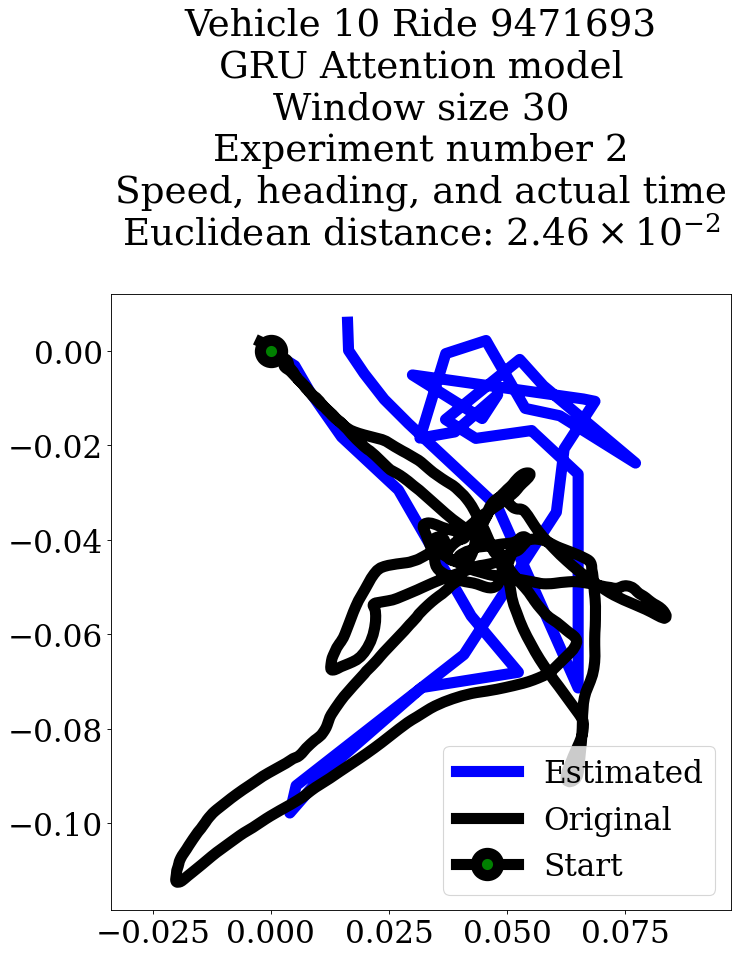 Vehicle 10 Ride 9471693
GRU Attention model
Window size 30
Experiment number 2
Speed, heading, and actual time
Euclidean distance: 2.46 × 10⁻²
0.00
−0.02
−0.04
−0.06
−0.08
−0.10
Estimated
Original
Start
−0.025 0.000 0.025 0.050 0.075